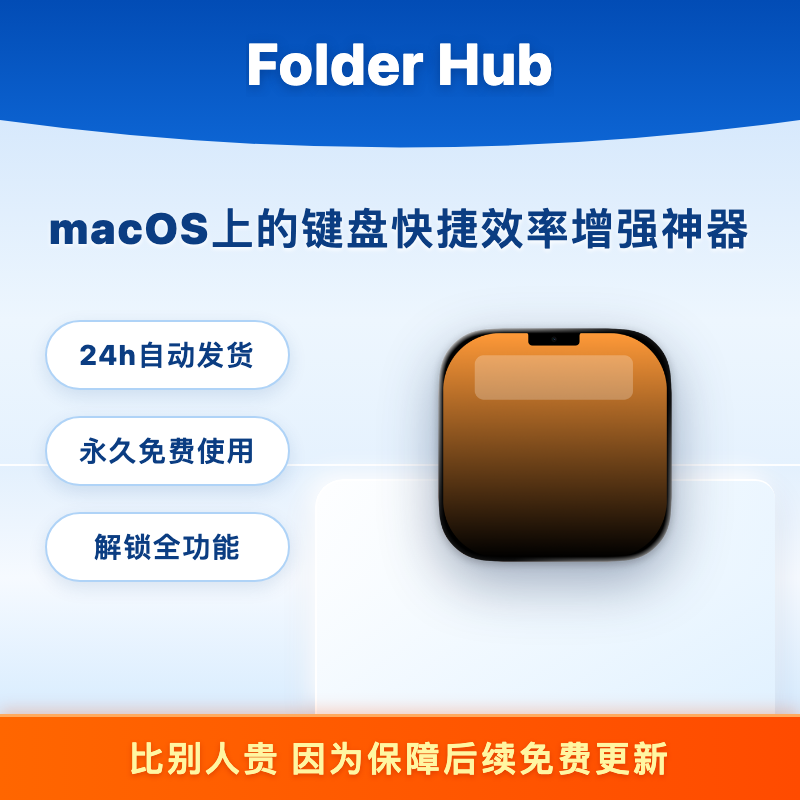 Folder Hub
macOS上的键盘快捷效率增强神器
24h自动发货
永久免费使用
解锁全功能
比别人贵 因为保障后续免费更新